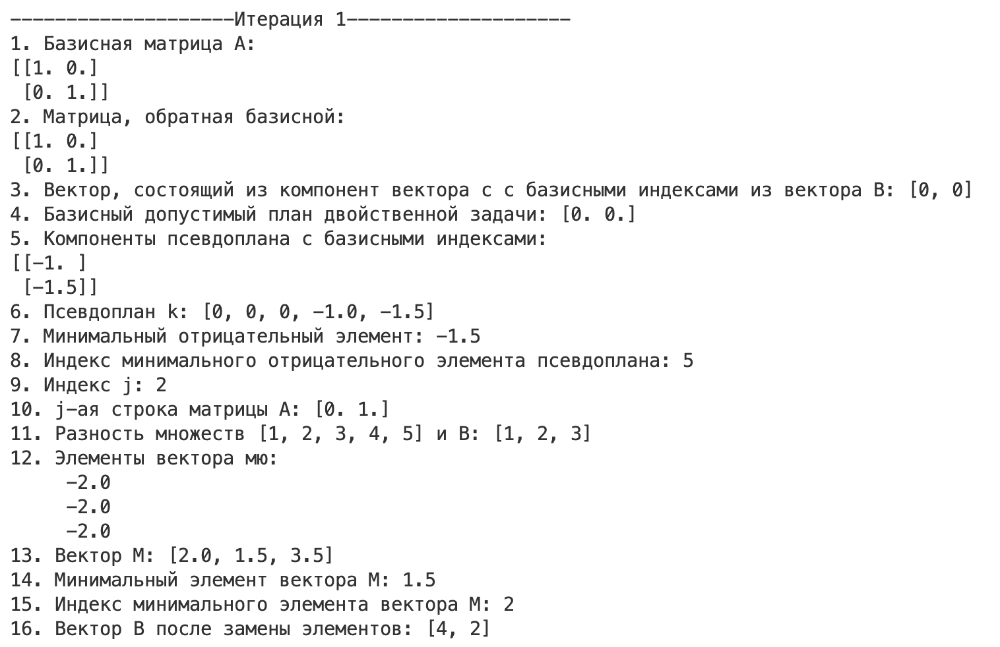 --------------------Итерация 1--------------------
1. Базисная матрица A:
[[1. 0.]
 [0. 1.]]
2. Матрица, обратная базисной:
[[1. 0.]
 [0. 1.]]
3. Вектор, состоящий из компонент вектора c с базисными индексами из вектора B: [0, 0]
4. Базисный допустимый план двойственной задачи: [0. 0.]
5. Компоненты псевдоплана с базисными индексами:
[[-1. ]
 [-1.5]]
6. Псевдоплан k: [0, 0, 0, -1.0, -1.5]
7. Минимальный отрицательный элемент: -1.5
8. Индекс минимального отрицательного элемента псевдоплана: 5
9. Индекс j: 2
10. j-ая строка матрицы A: [0. 1.]
11. Разность множеств [1, 2, 3, 4, 5] и B: [1, 2, 3]
12. Элементы вектора мю:
     -2.0
     -2.0
     -2.0
13. Вектор M: [2.0, 1.5, 3.5]
14. Минимальный элемент вектора M: 1.5
15. Индекс минимального элемента вектора M: 2
16. Вектор B после замены элементов: [4, 2]